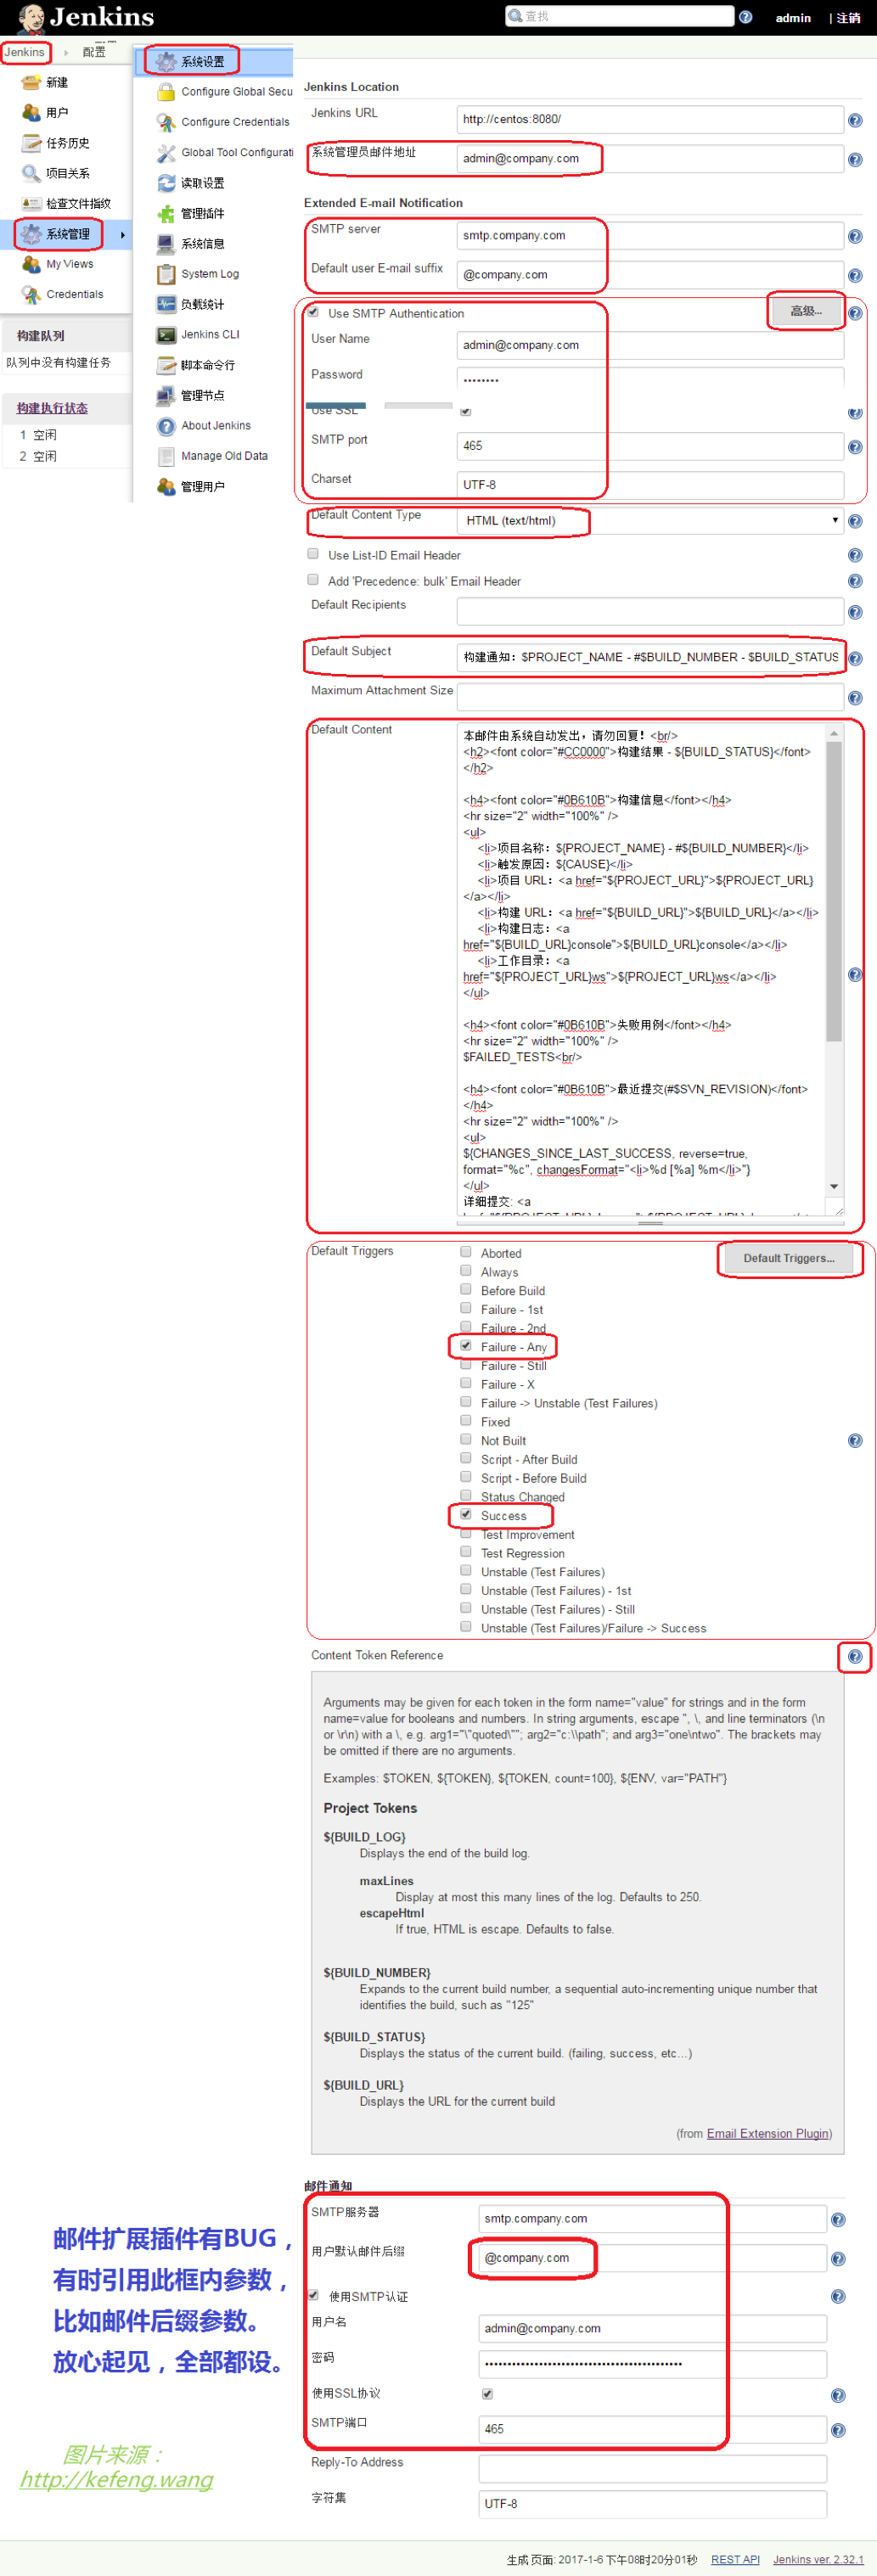 Jenkins
查找
admin
| 注销
Jenkins
配置
新建
用户
任务历史
项目关系
检查文件指纹
系统管理
My Views
Credentials
构建队列
队列中没有构建任务
构建执行状态
1 空闲
2 空闲
系统设置
Configure Global Secu
Configure Credentials
Global Tool Configurati
读取设置
管理插件
系统信息
System Log
负载统计
Jenkins CLI
脚本命令行
管理节点
About Jenkins
Manage Old Data
管理用户
Jenkins Location
Jenkins URL
http://centos:8080/
系统管理员邮件地址
admin@company.com
Extended E-mail Notification
SMTP server
smtp.company.com
Default user E-mail suffix
@company.com
高级...
Use SMTP Authentication
User Name
admin@company.com
Password
••••••••
Use SSL
SMTP port
465
Charset
UTF-8
Default Content Type
HTML (text/html)
Use List-ID Email Header
Add 'Precedence: bulk' Email Header
Default Recipients
Default Subject
构建通知：$PROJECT_NAME - #$BUILD_NUMBER - $BUILD_STATUS
Maximum Attachment Size
Default Content
本邮件由系统自动发出，请勿回复！<br/>
<h2><font color="#CC0000">构建结果 - ${BUILD_STATUS}</font>
</h2>
<h4><font color="#0B610B">构建信息</font></h4>
<hr size="2" width="100%" />
<ul>
<li>项目名称：${PROJECT_NAME} - #${BUILD_NUMBER}</li>
<li>触发原因：${CAUSE}</li>
<li>项目 URL：<a href="${PROJECT_URL}">${PROJECT_URL}
</a></li>
<li>构建 URL：<a href="${BUILD_URL}">${BUILD_URL}</a></li>
<li>构建日志：<a
href="${BUILD_URL}console">${BUILD_URL}console</a></li>
<li>工作目录：<a
href="${PROJECT_URL}ws">${PROJECT_URL}ws</a></li>
</ul>
<h4><font color="#0B610B">失败用例</font></h4>
<hr size="2" width="100%" />
$FAILED_TESTS<br/>
<h4><font color="#0B610B">最近提交(#$SVN_REVISION)</font>
</h4>
<hr size="2" width="100%" />
<ul>
${CHANGES_SINCE_LAST_SUCCESS, reverse=true,
format="%c", changesFormat="<li>%d [%a] %m</li>"}
</ul>
详细提交: <a
Default Triggers
Default Triggers...
Aborted
Always
Before Build
Failure - 1st
Failure - 2nd
Failure - Any
Failure - Still
Failure - X
Failure -> Unstable (Test Failures)
Fixed
Not Built
Script - After Build
Script - Before Build
Status Changed
Success
Test Improvement
Test Regression
Unstable (Test Failures)
Unstable (Test Failures) - 1st
Unstable (Test Failures) - Still
Unstable (Test Failures)/Failure -> Success
Content Token Reference
Arguments may be given for each token in the form name="value" for strings and in the form
name=value for booleans and numbers. In string arguments, escape ", \, and line terminators (\n
or \r\n) with a \, e.g. arg1="\"quoted\""; arg2="c:\\path"; and arg3="one\ntwo". The brackets may
be omitted if there are no arguments.
Examples: $TOKEN, ${TOKEN}, ${TOKEN, count=100}, ${ENV, var="PATH"}
Project Tokens
${BUILD_LOG}
Displays the end of the build log.
maxLines
Display at most this many lines of the log. Defaults to 250.
escapeHtml
If true, HTML is escape. Defaults to false.
${BUILD_NUMBER}
Expands to the current build number, a sequential auto-incrementing unique number that
identifies the build, such as "125"
${BUILD_STATUS}
Displays the status of the current build. (failing, success, etc...)
${BUILD_URL}
Displays the URL for the current build
(from Email Extension Plugin)
邮件通知
SMTP服务器
smtp.company.com
用户默认邮件后缀
@company.com
使用SMTP认证
用户名
admin@company.com
密码
使用SSL协议
SMTP端口
465
Reply-To Address
字符集
UTF-8
邮件扩展插件有BUG，
有时引用此框内参数，
比如邮件后缀参数。
放心起见，全部都设。
图片来源：
http://kefeng.wang
生成页面: 2017-1-6 下午08时20分01秒
REST API
Jenkins ver. 2.32.1